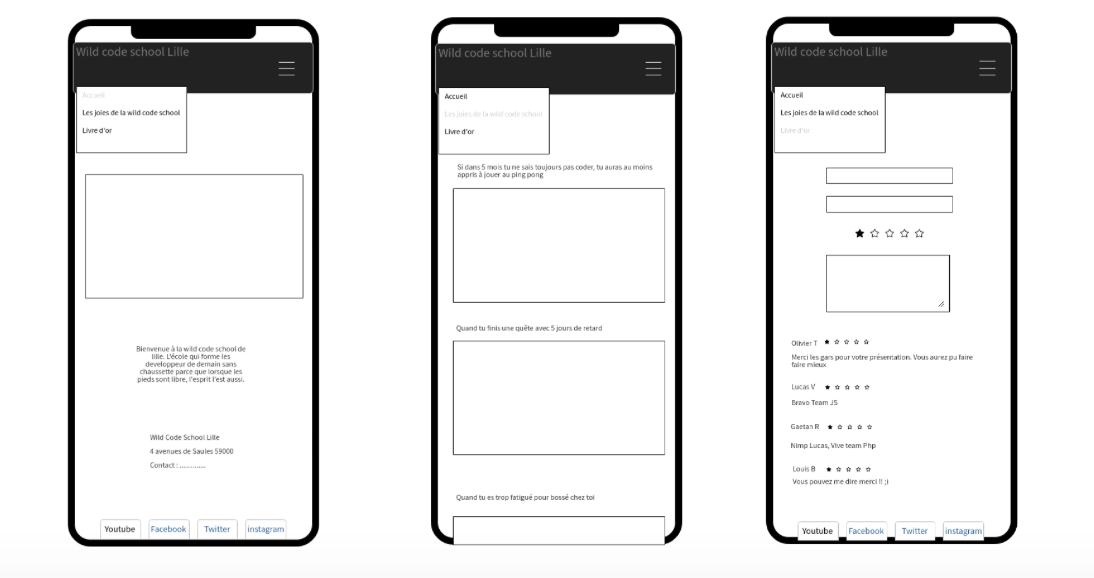 Wild code school Lille
Accueil
Les joies de la wild code school
Livre d'or
Bienvenue à la wild code school de
lille. L'école qui forme les
developpeur de demain sans
chaussette parce que lorsque les
pieds sont libre, l'esprit l'est aussi.
Wild Code School Lille
4 avenues de Saules 59000
Contact : ..............
Youtube Facebook Twitter instagram
Wild code school Lille
Accueil
Les joies de la wild code school
Livre d'or
Si dans 5 mois tu ne sais toujours pas coder, tu auras au moins
appris à jouer au ping pong
Quand tu finis une quête avec 5 jours de retard
Quand tu es trop fatigué pour bossé chez toi
Wild code school Lille
Accueil
Les joies de la wild code school
Livre d'or
Olivier T
Merci les gars pour votre présentation. Vous aurez pu faire
faire mieux
Lucas V
Bravo Team JS
Gaetan R
Nimp Lucas, Vive team Php
Louis B
Vous pouvez me dire merci !! ;)
Youtube Facebook Twitter instagram